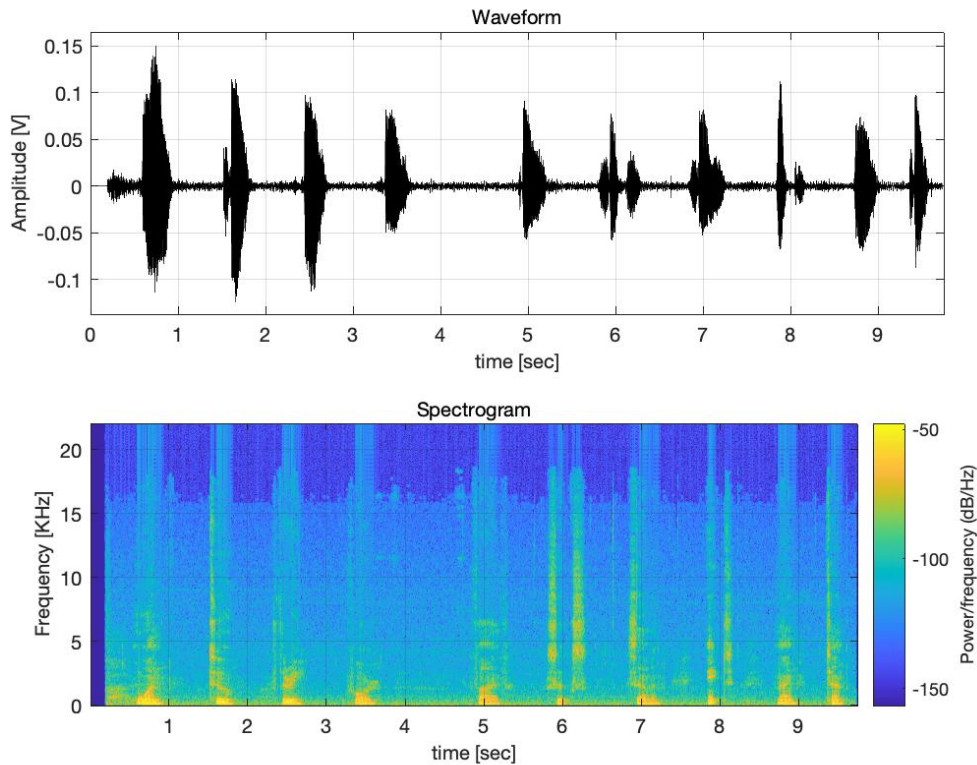 Waveform
0.15
0.1
0.05
0
-0.05
-0.1
Amplitude [V]
0 1 2 3 4 5 6 7 8 9
time [sec]
Spectrogram
20
15
10
5
0
Frequency [KHz]
1 2 3 4 5 6 7 8 9
time [sec]
-50
-100
-150
Power/frequency (dB/Hz)